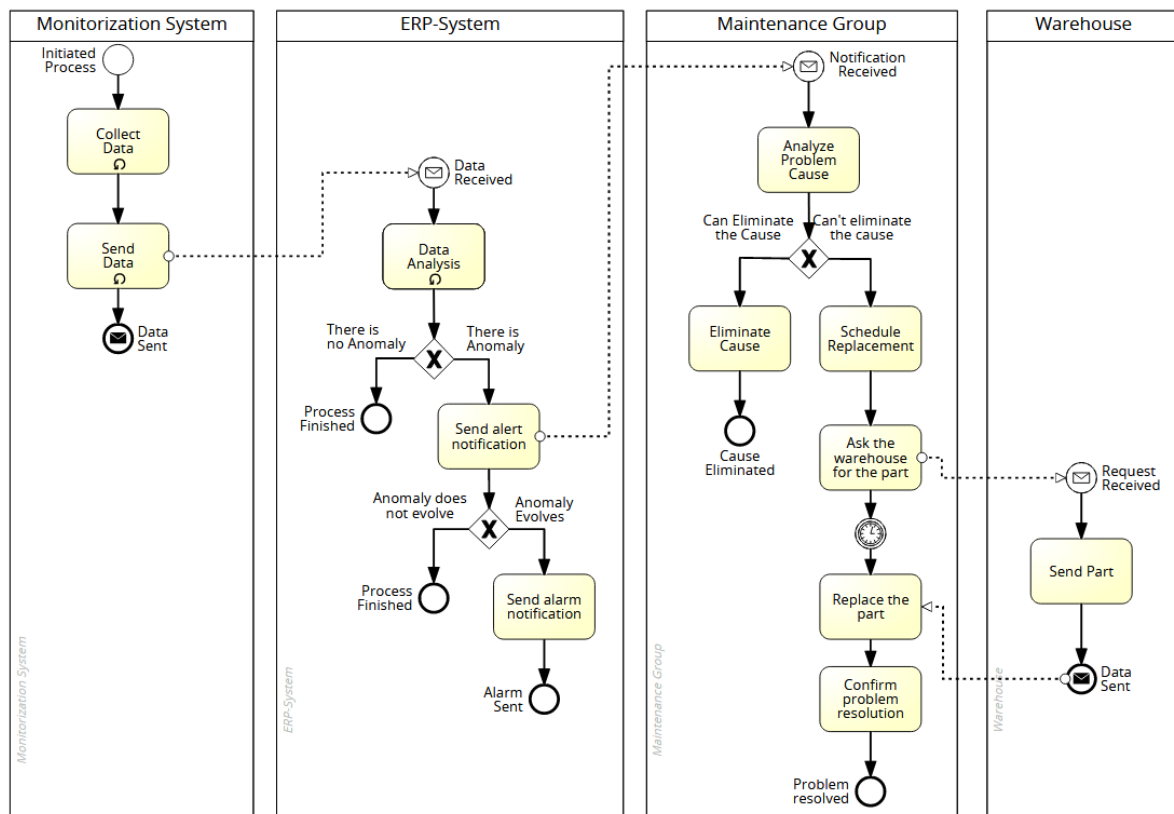 Monitorization System
ERP-System
Maintenance Group
Warehouse
Initiated
Process
Collect
Data
Send
Data
Data
Sent
Monitorization System
Data
Received
Data
Analysis
There is
no Anomaly
There is
Anomaly
Process
Finished
Send alert
notification
Anomaly does
not evolve
Anomaly
Evolves
Process
Finished
Send alarm
notification
Alarm
Sent
ERP-System
Notification
Received
Analyze
Problem
Cause
Can Eliminate
the Cause
Can't eliminate
the cause
Eliminate
Cause
Schedule
Replacement
Cause
Eliminated
Ask the
warehouse
for the part
Replace the
part
Confirm
problem
resolution
Problem
resolved
Maintenance Group
Request
Received
Send Part
Data
Sent
Warehouse